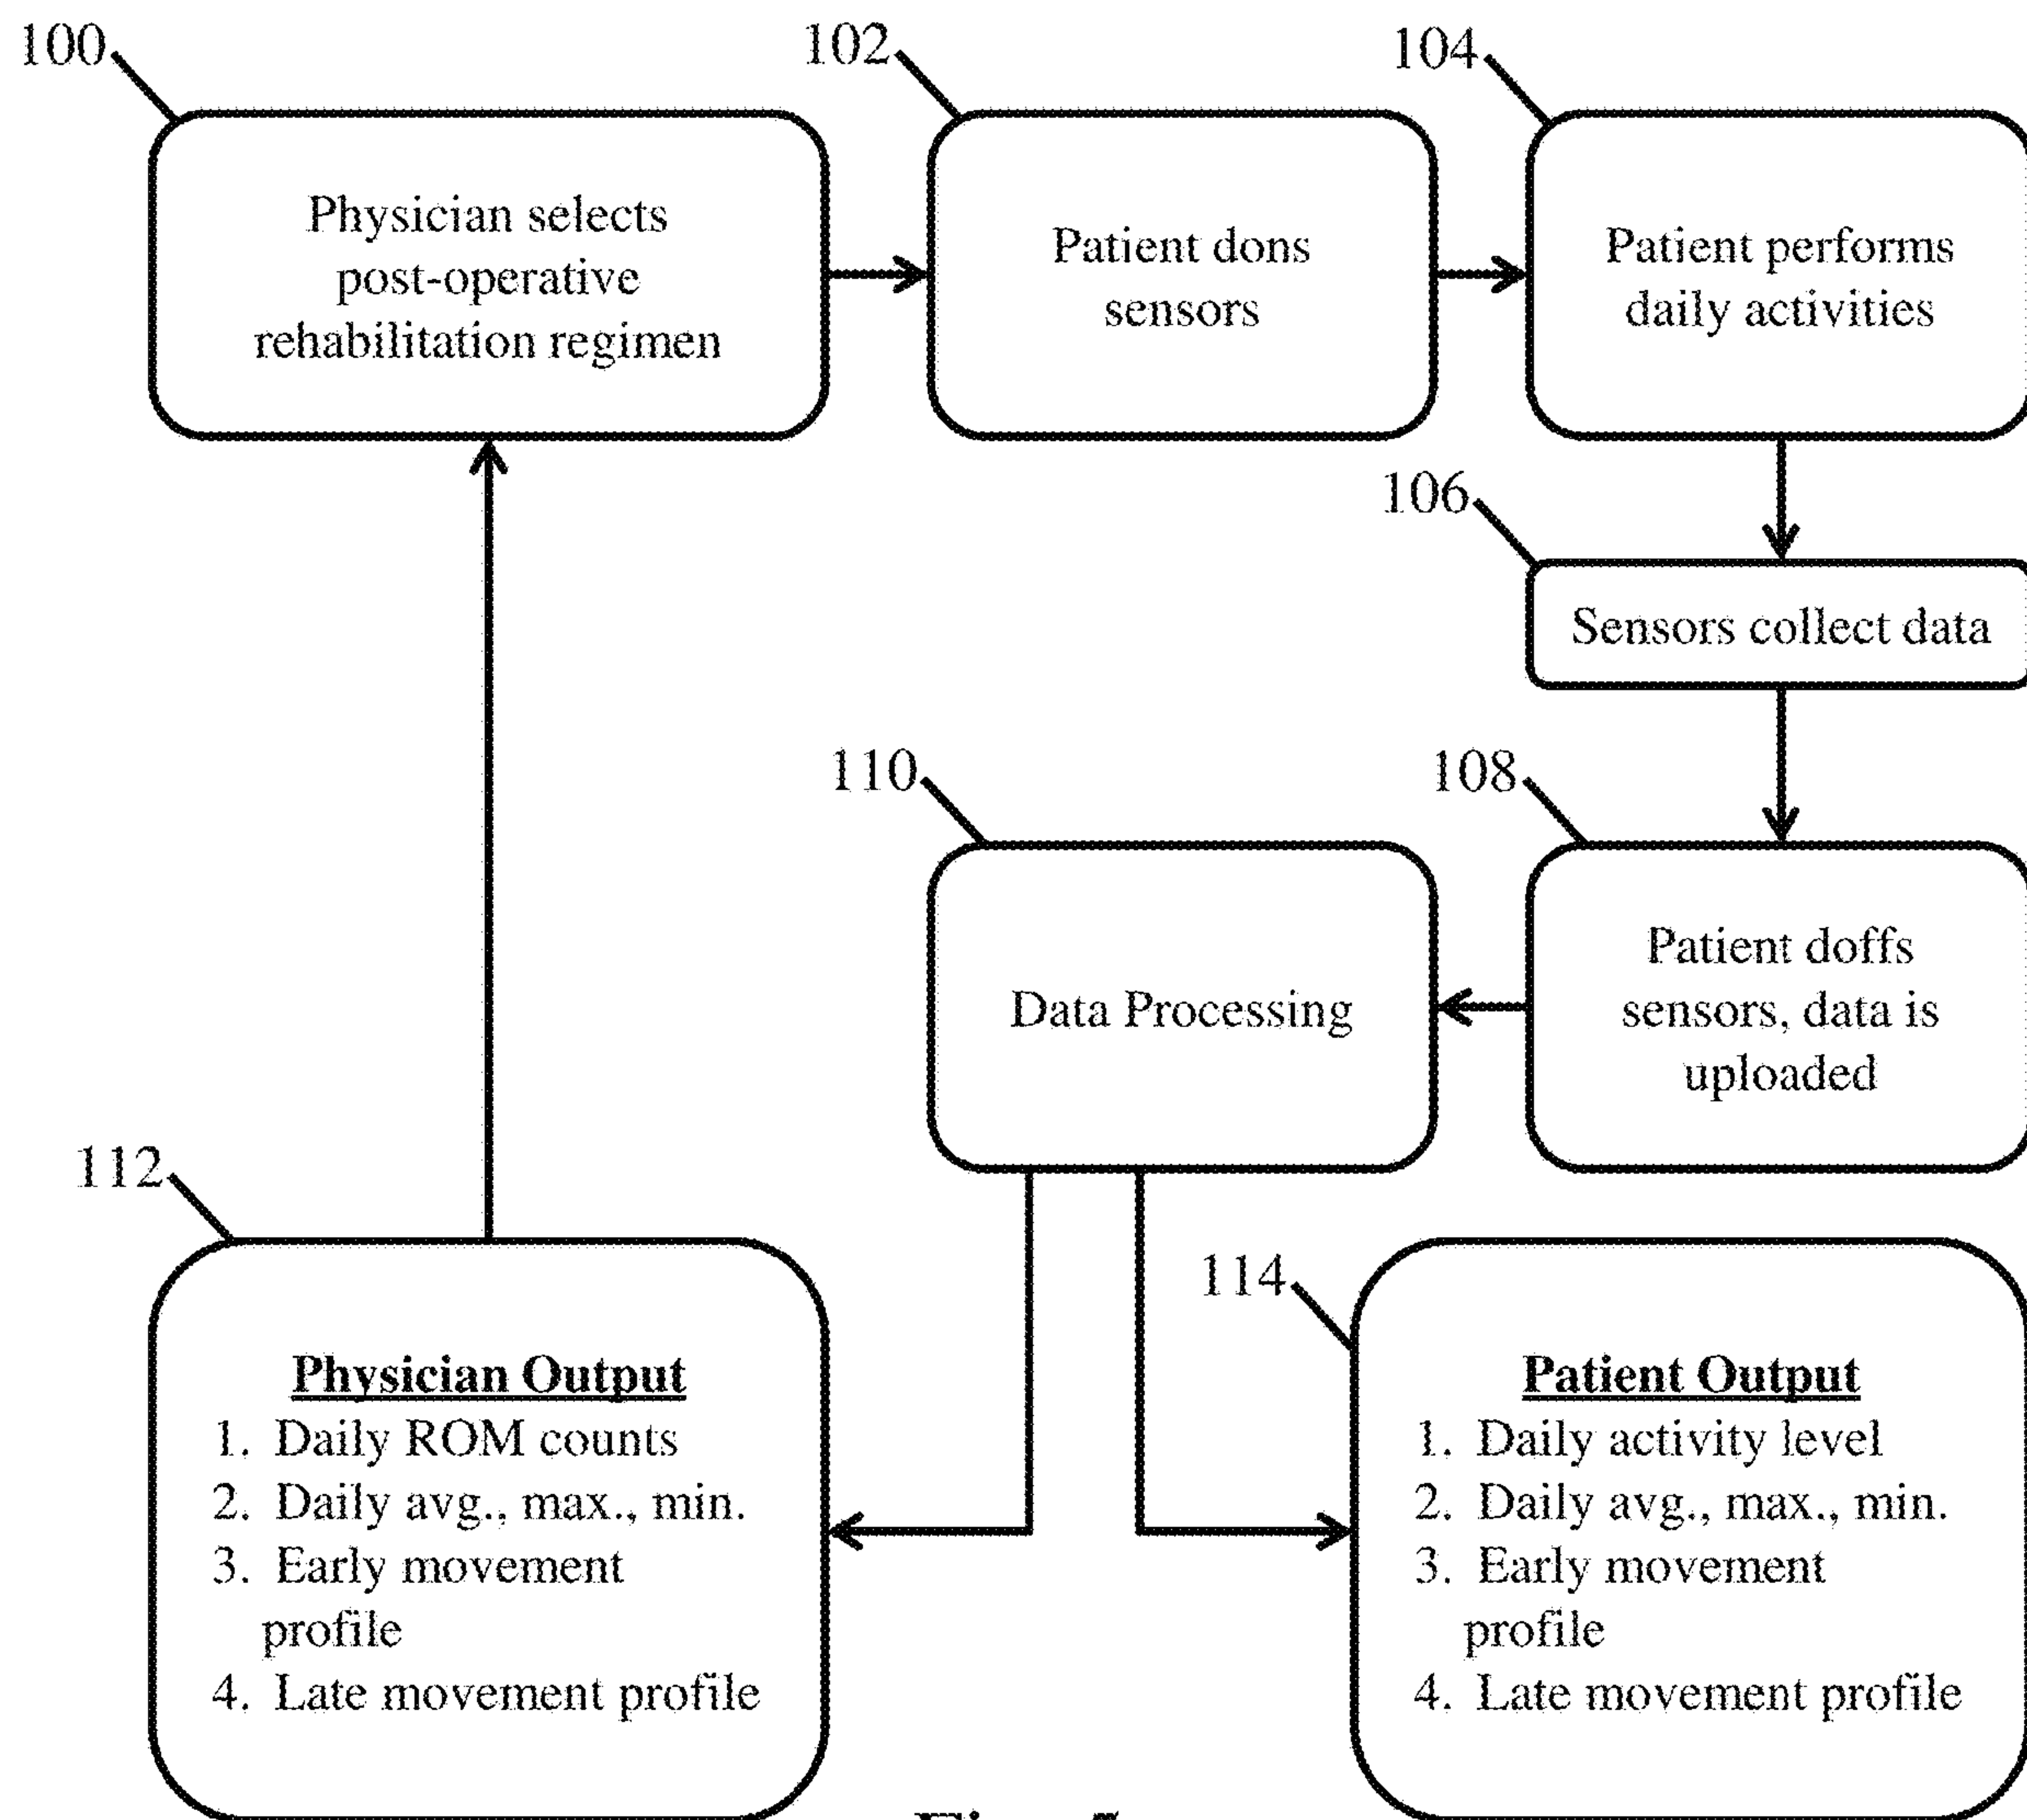 100
102
104
Physician selects
post-operative
rehabilitation regimen
Patient dons
sensors
Patient performs
daily activities
106
Sensors collect data
110
108
Data Processing
Patient doffs
sensors, data is
uploaded
112
Physician Output
1. Daily ROM counts
2. Daily avg., max., min.
3. Early movement
profile
4. Late movement profile
114
Patient Output
1. Daily activity level
2. Daily avg., max., min.
3. Early movement
profile
4. Late movement profile